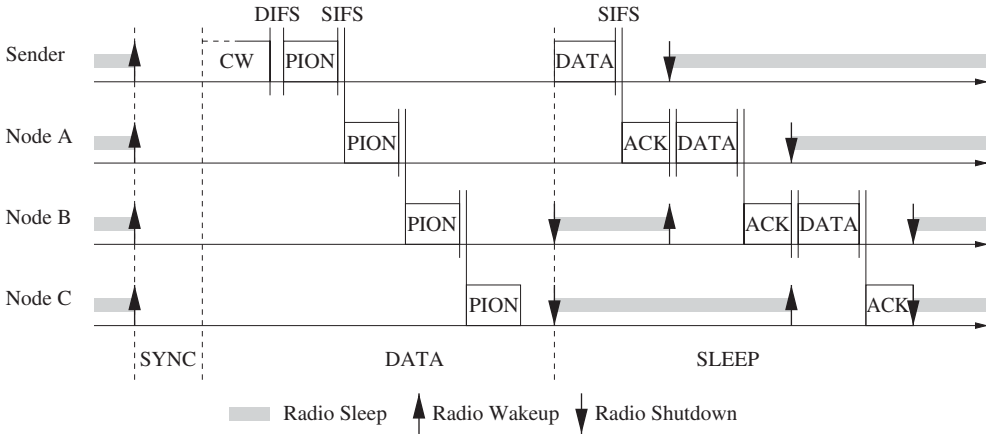 DIFS SIFS SIFS
Sender CW PION DATA
Node A PION ACK DATA
Node B PION ACK DATA
Node C PION ACK
SYNC DATA SLEEP
Radio Sleep Radio Wakeup Radio Shutdown